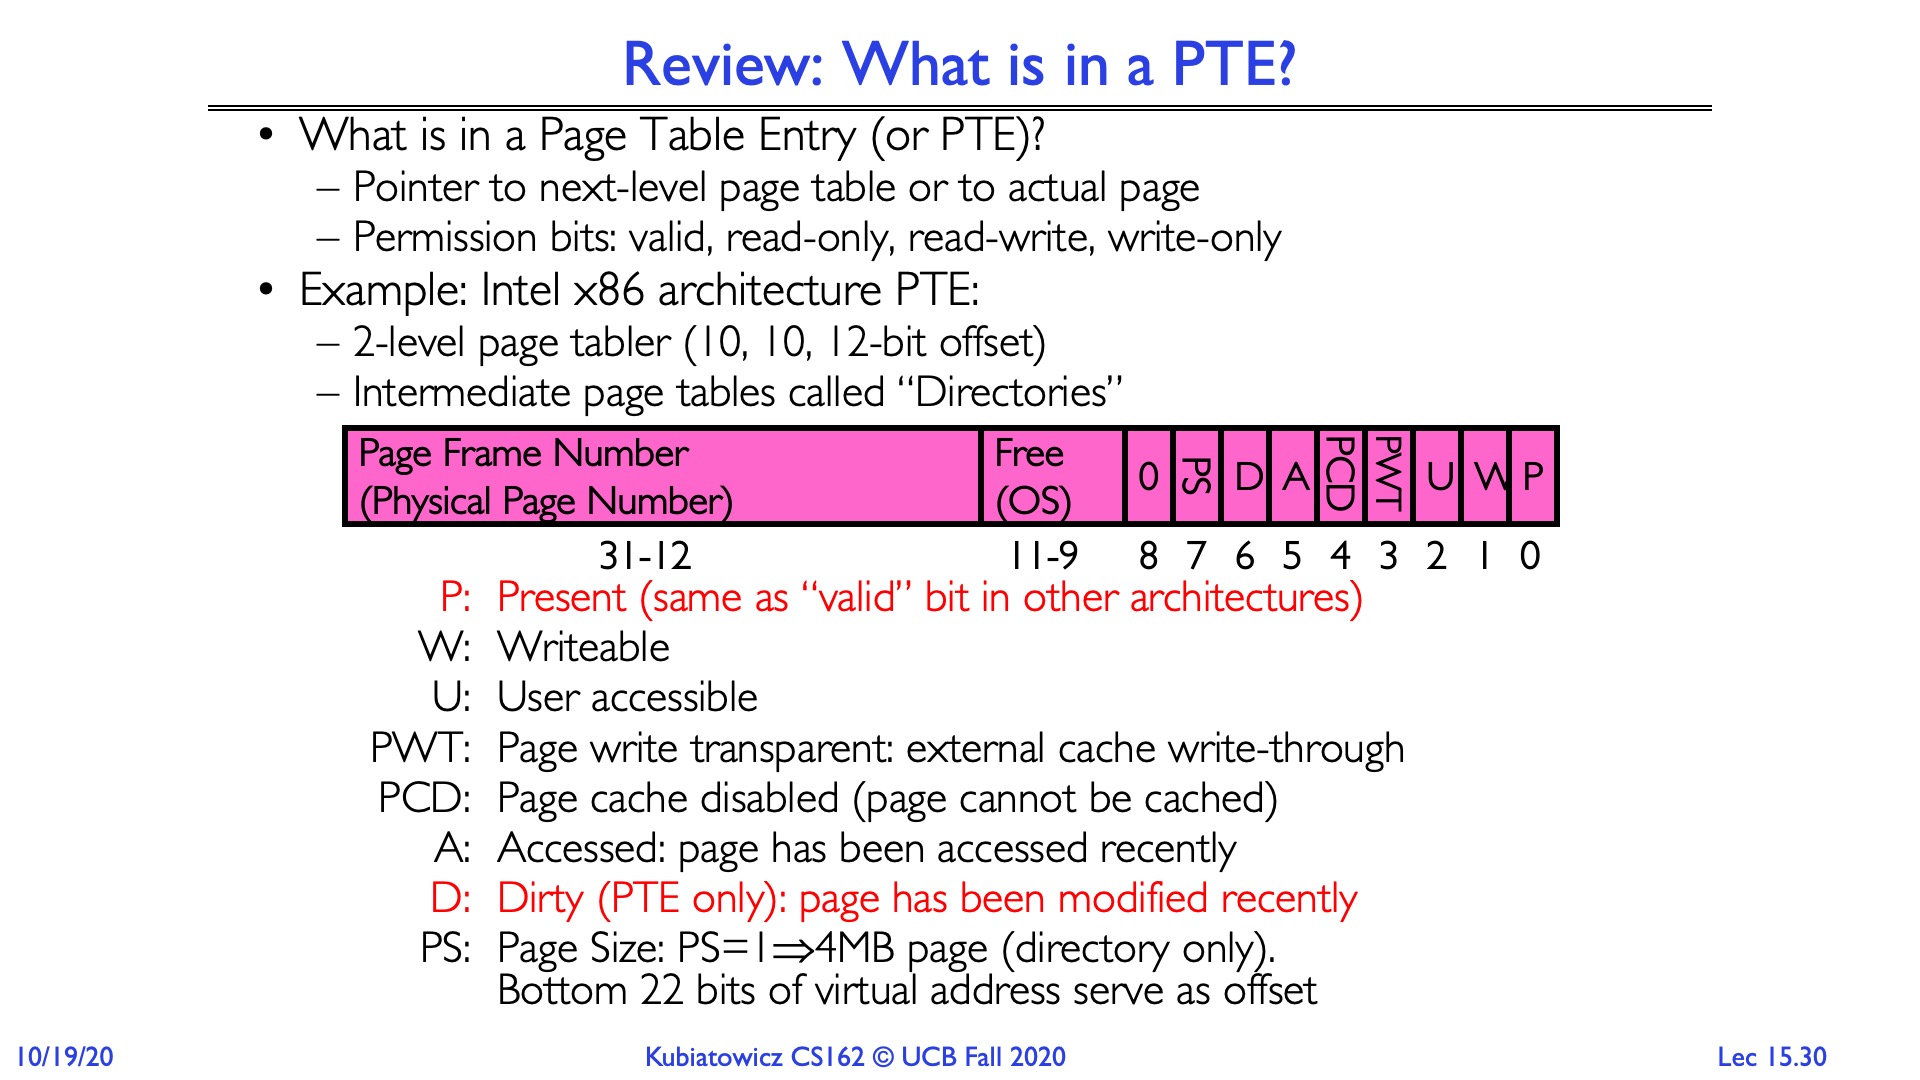 Review: What is in a PTE?
• What is in a Page Table Entry (or PTE)?
– Pointer to next-level page table or to actual page
– Permission bits: valid, read-only, read-write, write-only
• Example: Intel x86 architecture PTE:
– 2-level page tabler (10, 10, 12-bit offset)
– Intermediate page tables called “Directories”
Page Frame Number
(Physical Page Number)
Free
(OS)
0 PS D A PCD PWT U W P
31-12 11-9 8 7 6 5 4 3 2 1 0
P: Present (same as “valid” bit in other architectures)
W: Writeable
U: User accessible
PWT: Page write transparent: external cache write-through
PCD: Page cache disabled (page cannot be cached)
A: Accessed: page has been accessed recently
D: Dirty (PTE only): page has been modified recently
PS: Page Size: PS=1⇒4MB page (directory only).
Bottom 22 bits of virtual address serve as offset
10/19/20 Kubiatowicz CS162 © UCB Fall 2020 Lec 15.30